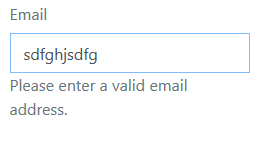 Email
sdfghjsdfg
Please enter a valid email
address.